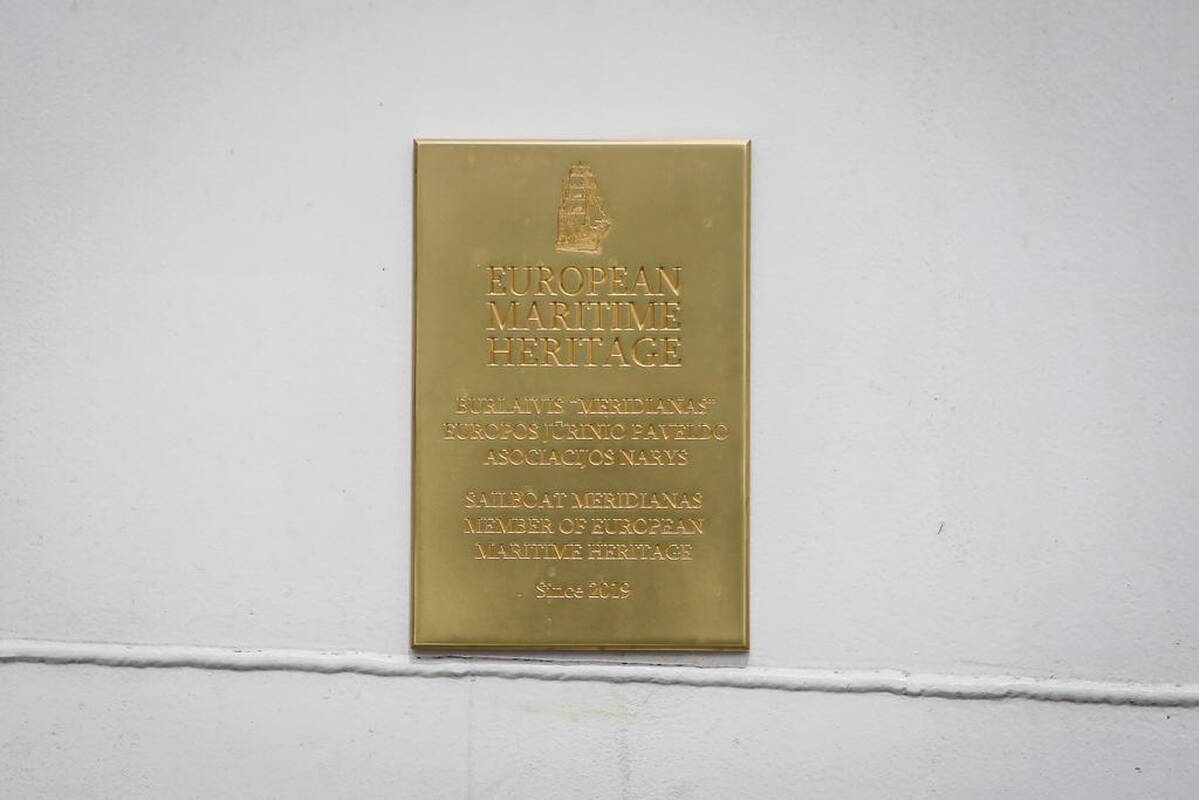 EUROPEAN
MARITIME
HERITAGE
BURLAIVIS "MERIDIANAS"
EUROPOS JŪRINIO PAVELDO
ASOCIACIJOS NARYS
SAILBOAT MERIDIANAS
MEMBER OF EUROPEAN
MARITIME HERITAGE
Since 2019